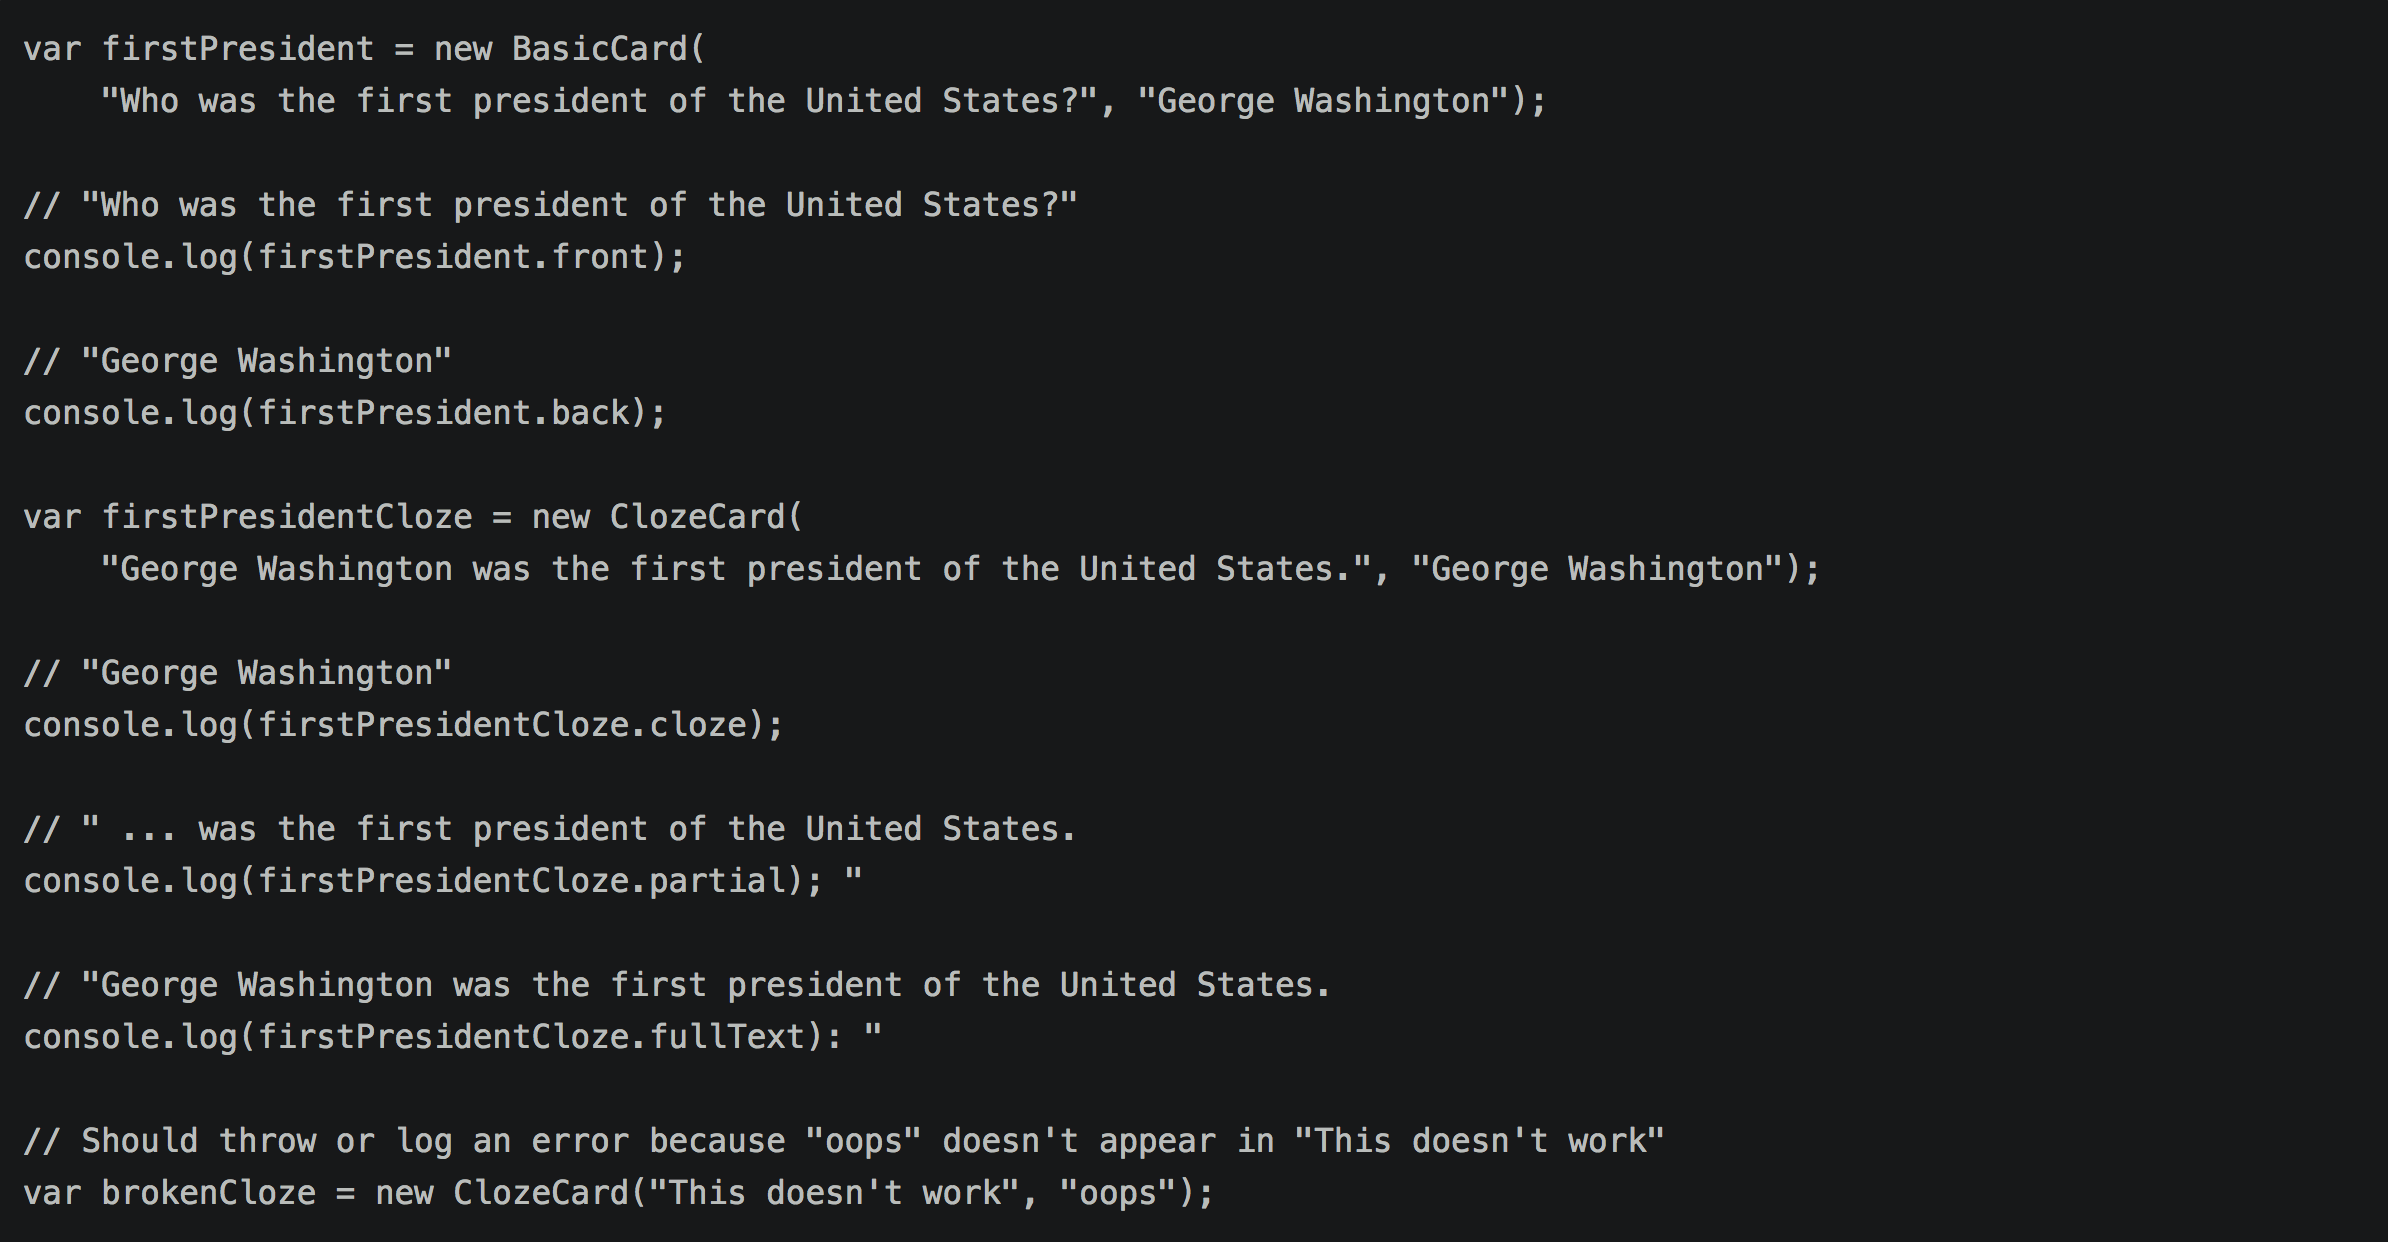 var firstPresident = new BasicCard(
    "Who was the first president of the United States?", "George Washington");

// "Who was the first president of the United States?"
console.log(firstPresident.front);

// "George Washington"
console.log(firstPresident.back);

var firstPresidentCloze = new ClozeCard(
    "George Washington was the first president of the United States.", "George Washington");

// "George Washington"
console.log(firstPresidentCloze.cloze);

// " ... was the first president of the United States.
console.log(firstPresidentCloze.partial); "

// "George Washington was the first president of the United States.
console.log(firstPresidentCloze.fullText): "

// Should throw or log an error because "oops" doesn't appear in "This doesn't work"
var brokenCloze = new ClozeCard("This doesn't work", "oops");